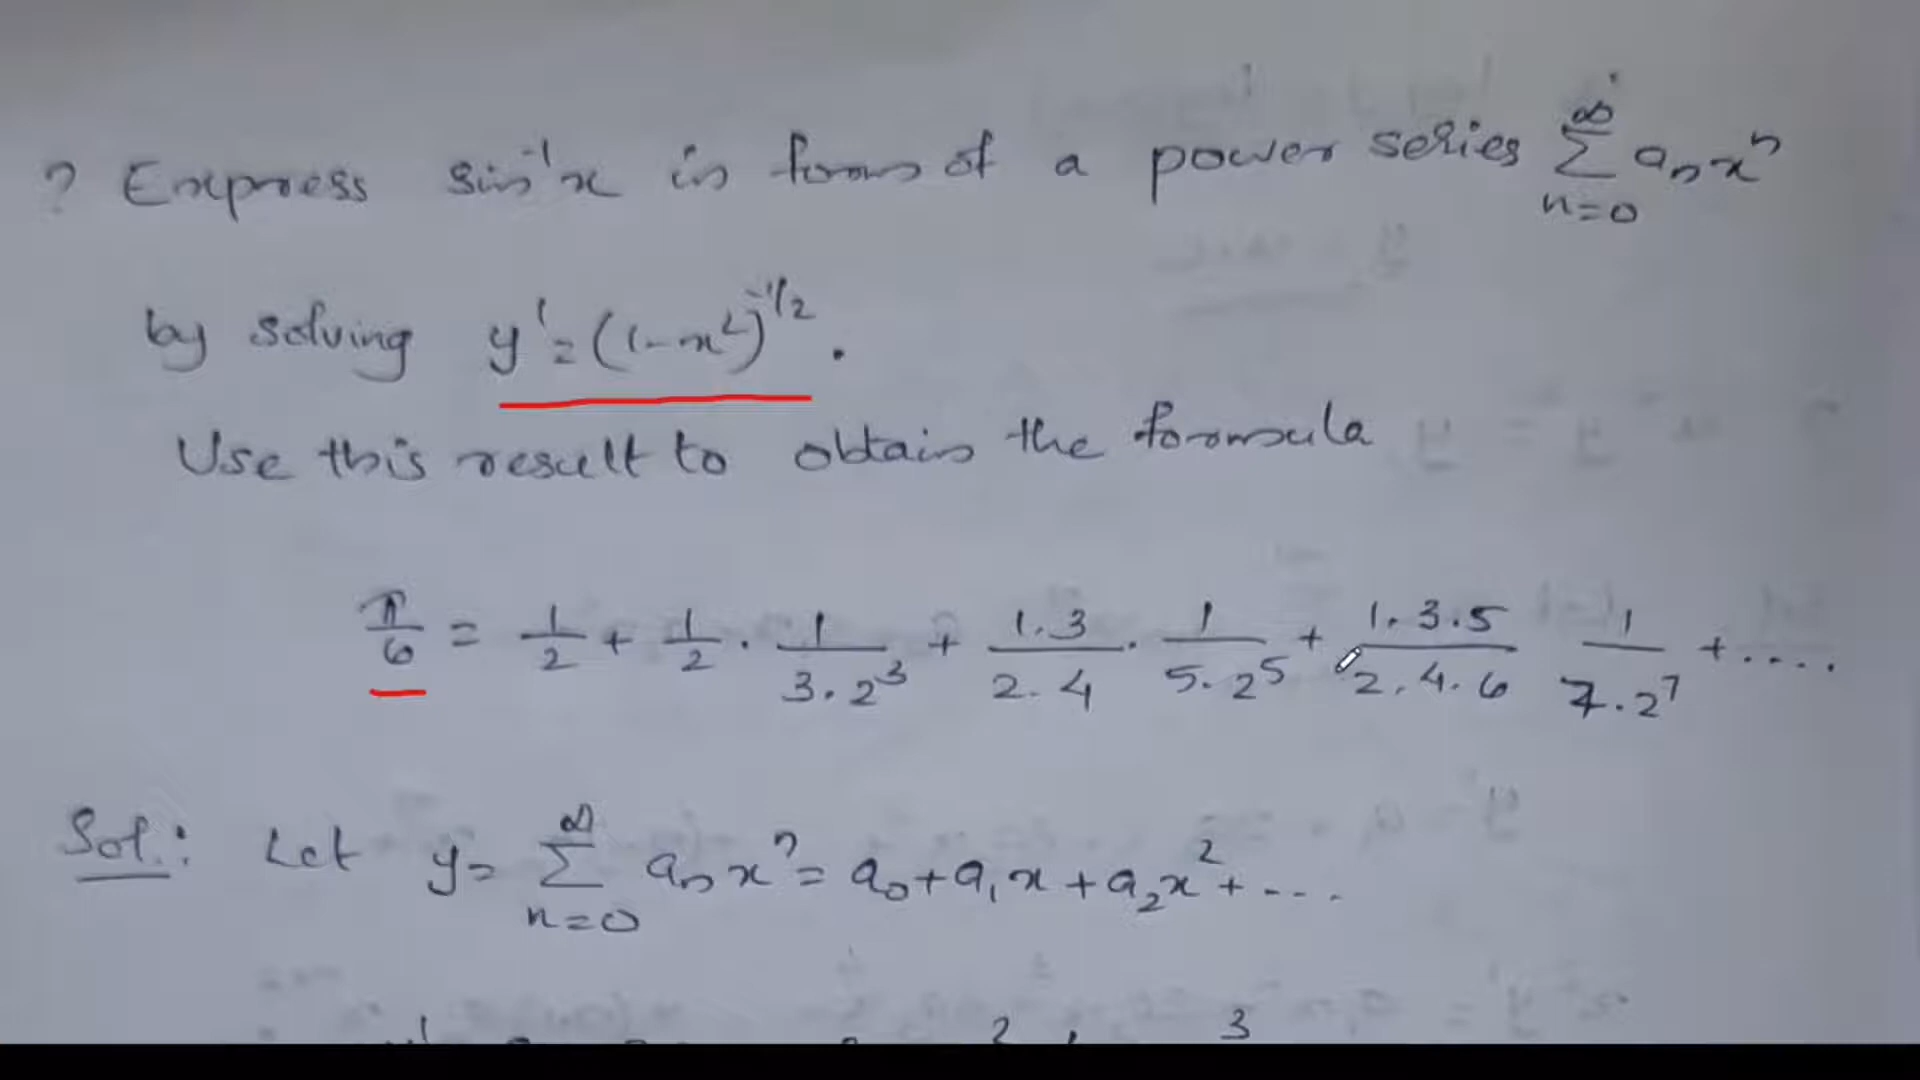 ? Express sin⁻¹x in form of a power series ∑_{n=0}^{∞} aₙxⁿ
by solving y' = (1-x²)^{-1/2}.
Use this result to obtain the formula
π/6 = 1/2 + 1/2 · 1/(3·2³) + (1.3)/(2.4) · 1/(5·2⁵) + (1.3.5)/(2.4.6) 1/(7·2⁷) + ....
Sol: Let y = ∑_{n=0}^{∞} aₙxⁿ = a₀ + a₁x + a₂x² + ....